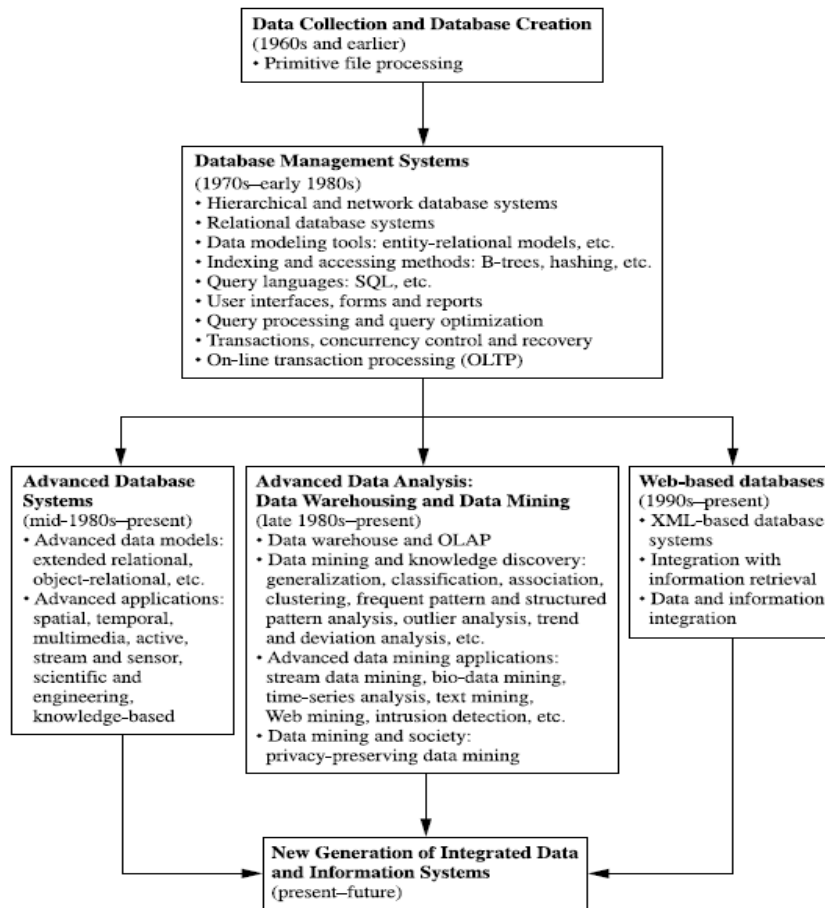 Data Collection and Database Creation
(1960s and earlier)
• Primitive file processing
Database Management Systems
(1970s–early 1980s)
• Hierarchical and network database systems
• Relational database systems
• Data modeling tools: entity-relational models, etc.
• Indexing and accessing methods: B-trees, hashing, etc.
• Query languages: SQL, etc.
• User interfaces, forms and reports
• Query processing and query optimization
• Transactions, concurrency control and recovery
• On-line transaction processing (OLTP)
Advanced Database
Systems
(mid-1980s–present)
• Advanced data models:
extended relational,
object-relational, etc.
• Advanced applications:
spatial, temporal,
multimedia, active,
stream and sensor,
scientific and
engineering,
knowledge-based
Advanced Data Analysis:
Data Warehousing and Data Mining
(late 1980s–present)
• Data warehouse and OLAP
• Data mining and knowledge discovery:
generalization, classification, association,
clustering, frequent pattern and structured
pattern analysis, outlier analysis, trend
and deviation analysis, etc.
• Advanced data mining applications:
stream data mining, bio-data mining,
time-series analysis, text mining,
Web mining, intrusion detection, etc.
• Data mining and society:
privacy-preserving data mining
Web-based databases
(1990s–present)
• XML-based database
systems
• Integration with
information retrieval
• Data and information
integration
New Generation of Integrated Data
and Information Systems
(present–future)